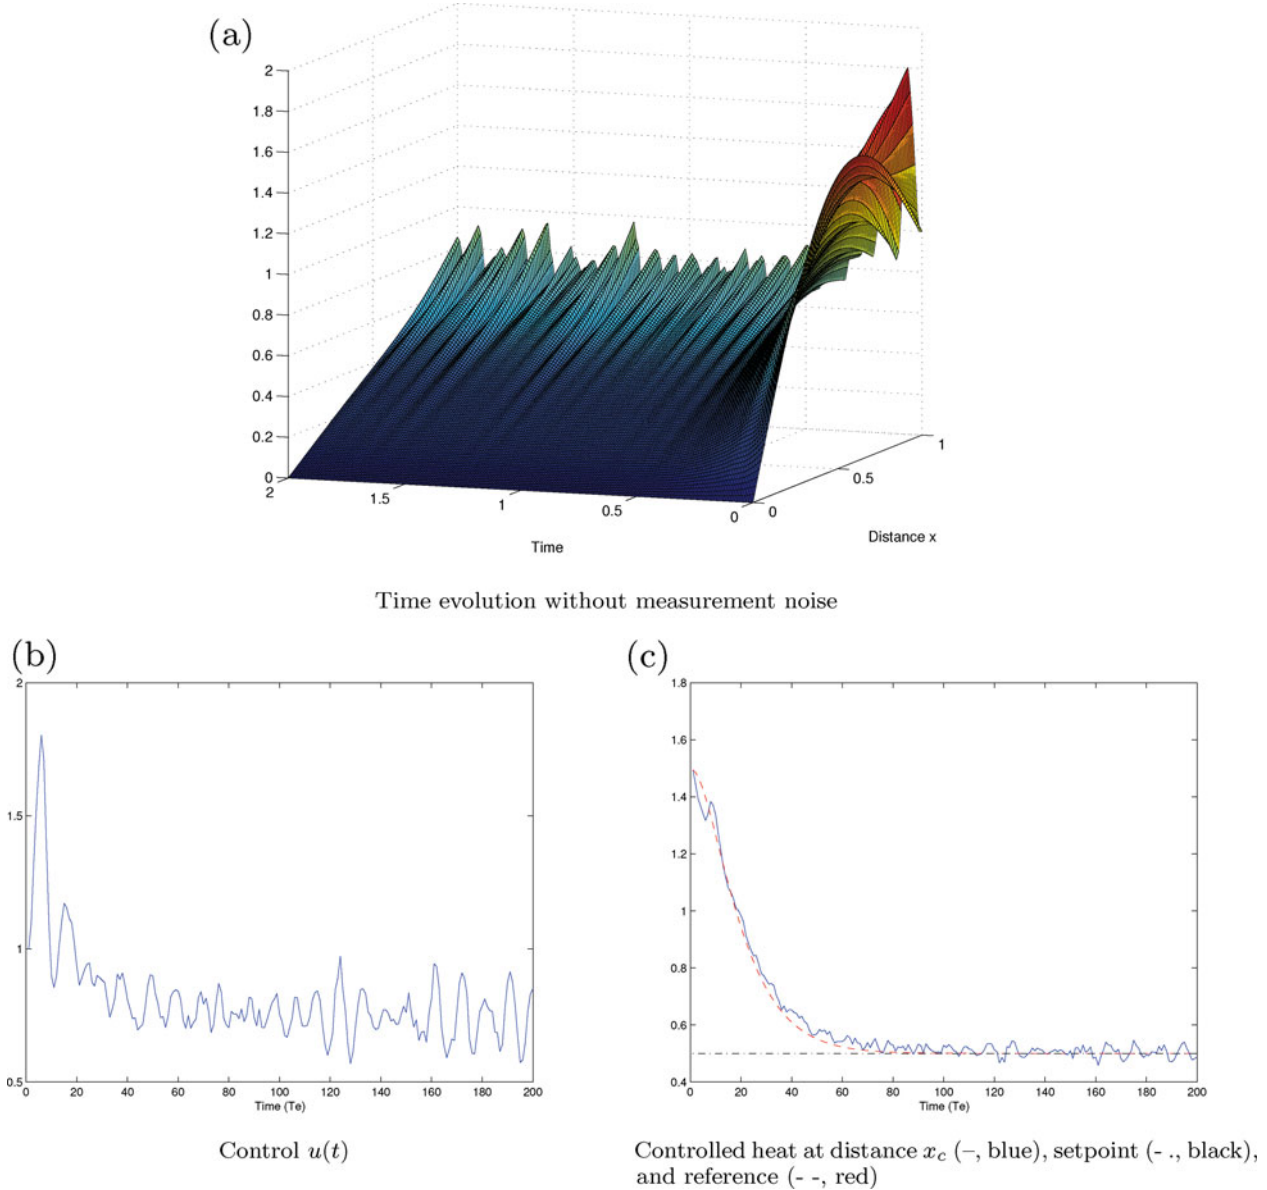 (a)
2
1.8
1.6
1.4
1.2
1
0.8
0.6
0.4
0.2
0
2
1.5
1
0.5
0
0
0.5
1
Time
Distance x
Time evolution without measurement noise
(b)
2
1.5
1
0.5
0 20 40 60 80 100 120 140 160 180 200
Time (Te)
Control u(t)
(c)
1.8
1.6
1.4
1.2
1
0.8
0.6
0.4
0 20 40 60 80 100 120 140 160 180 200
Time (Te)
Controlled heat at distance x_c (–, blue), setpoint (- ., black),
and reference (- -, red)